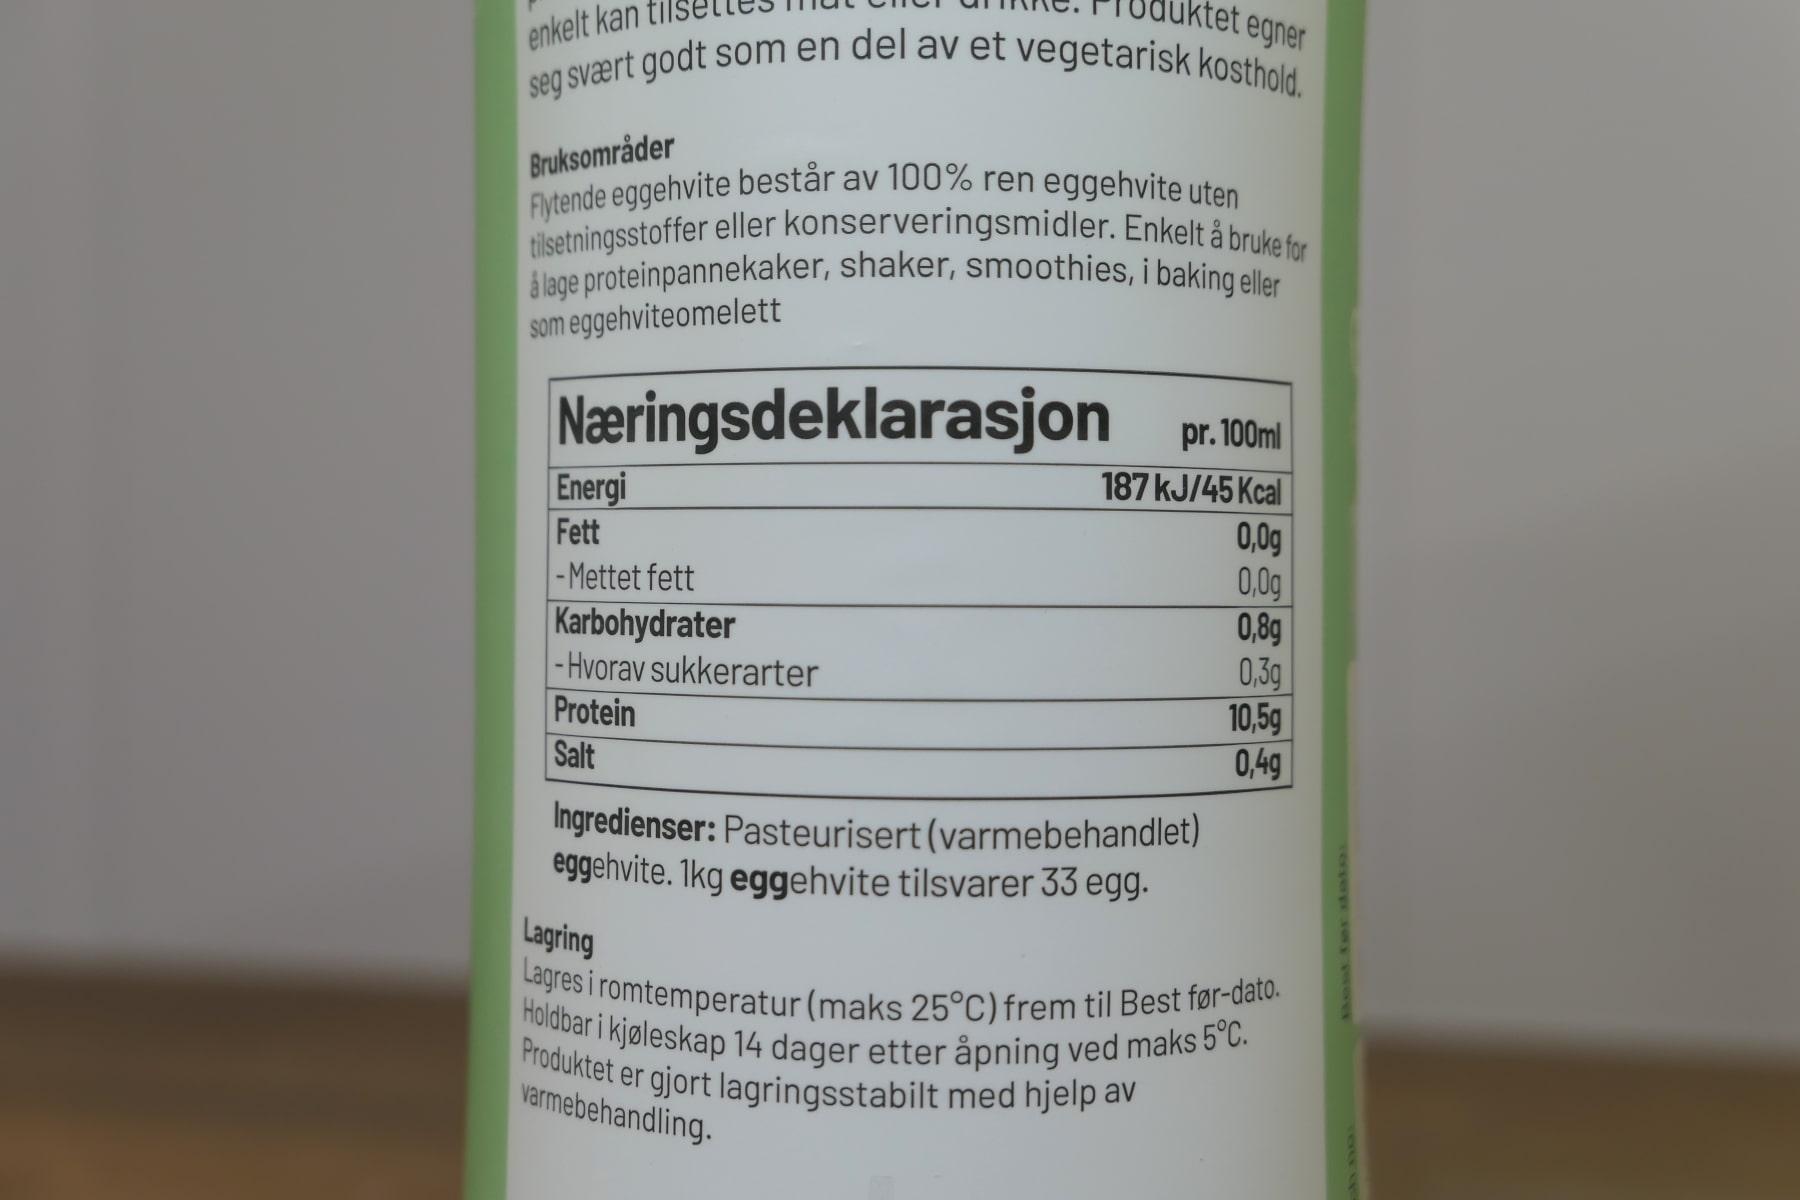 enkelt kan tilsettes mat eller drikke. Produktet egner
seg svært godt som en del av et vegetarisk kosthold.
Bruksområder
Flytende eggehvite består av 100% ren eggehvite uten
tilsetningsstoffer eller konserveringsmidler. Enkelt å bruke for
å lage proteinpannekaker, shaker, smoothies, i baking eller
som eggehviteomelett
Næringsdeklarasjon pr. 100ml
Energi 187 kJ/45 Kcal
Fett 0,0g
- Mettet fett 0,0g
Karbohydrater 0,8g
- Hvorav sukkerarter 0,3g
Protein 10,5g
Salt 0,4g
Ingredienser: Pasteurisert (varmebehandlet)
eggehvite. 1kg eggehvite tilsvarer 33 egg.
Lagring
Lagres i romtemperatur (maks 25°C) frem til Best før-dato.
Holdbar i kjøleskap 14 dager etter åpning ved maks 5°C.
Produktet er gjort lagringsstabilt med hjelp av
varmebehandling.
Best før dato: